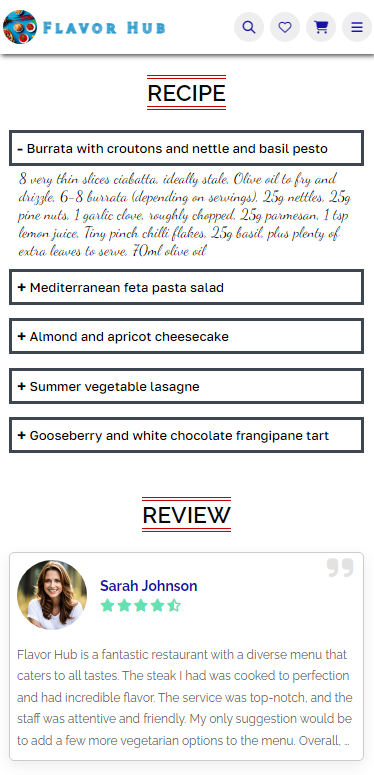 Flavor Hub
RECIPE
- Burrata with croutons and nettle and basil pesto
8 very thin slices ciabatta, ideally stale, Olive oil to fry and
drizzle, 6-8 burrata (depending on servings), 25g nettles, 25g
pine nuts, 1 garlic clove, roughly chopped, 25g parmesan, 1 tsp
lemon juice, Tiny pinch chilli flakes, 25g basil, plus plenty of
extra leaves to serve, 70ml olive oil
+ Mediterranean feta pasta salad
+ Almond and apricot cheesecake
+ Summer vegetable lasagne
+ Gooseberry and white chocolate frangipane tart
REVIEW
Sarah Johnson
Flavor Hub is a fantastic restaurant with a diverse menu that
caters to all tastes. The steak I had was cooked to perfection
and had incredible flavor. The service was top-notch, and the
staff was attentive and friendly. My only suggestion would be
to add a few more vegetarian options to the menu. Overall, ...